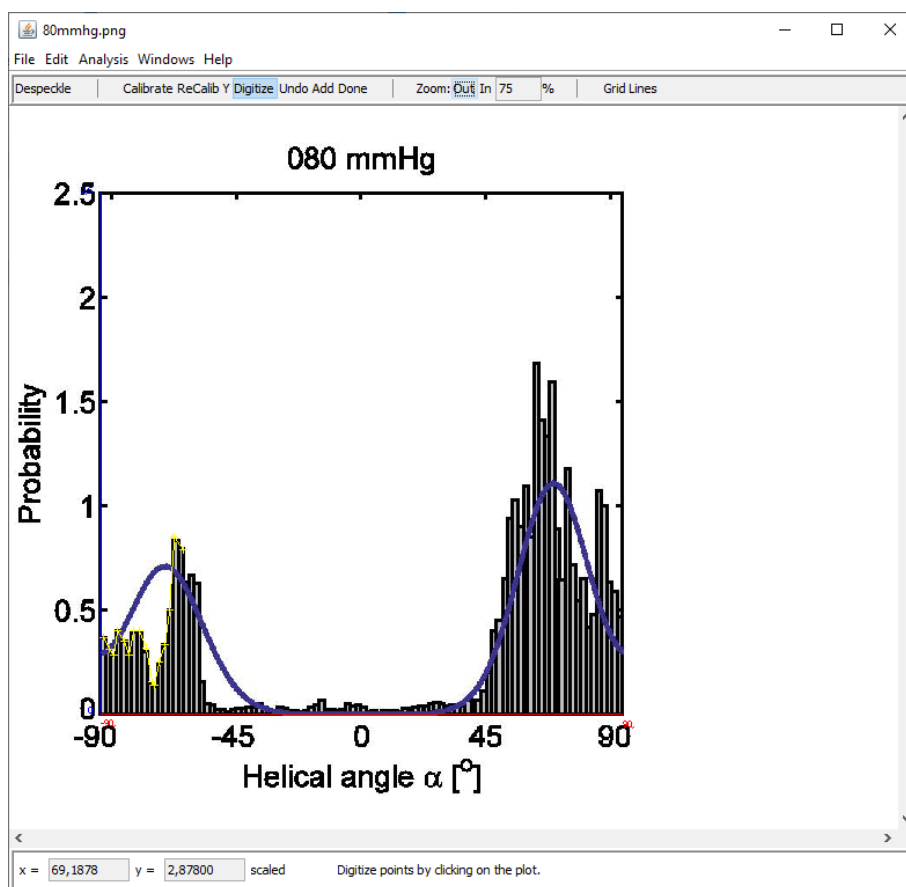 80mmhg.png
File Edit Analysis Windows Help
Despeckle Calibrate ReCalib Y Digitize Undo Add Done Zoom: Out In 75 % Grid Lines
080 mmHg
2.5
2
1.5
1
0.5
0
Probability
-90 -45 0 45 90
-90, 90,
Helical angle α [°]
x = 69,1878 y = 2,87800 scaled Digitize points by clicking on the plot.